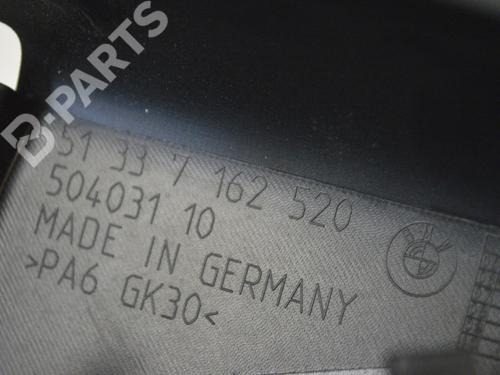 B-PARTS
51 33 7 162 520
504031 10
MADE IN GERMANY
>PA6 GK30<